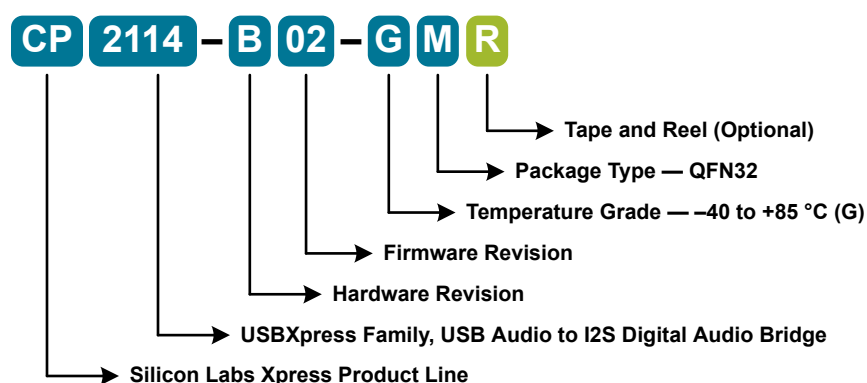 CP 2114 – B 02 – G M R
Tape and Reel (Optional)
Package Type — QFN32
Temperature Grade — –40 to +85 °C (G)
Firmware Revision
Hardware Revision
USBXpress Family, USB Audio to I2S Digital Audio Bridge
Silicon Labs Xpress Product Line